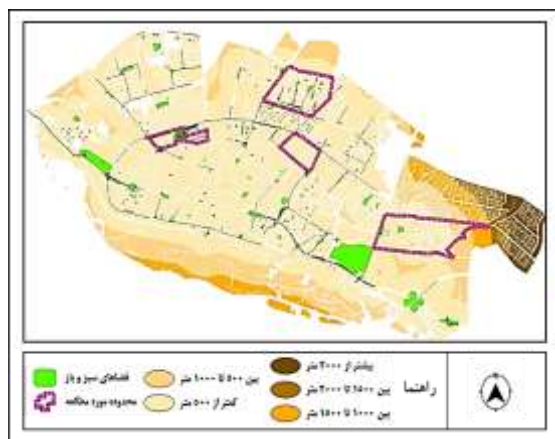 راهنما
بیشتر از ۲۰۰۰ متر
بین ۱۵۰۰ تا ۲۰۰۰ متر
بین ۱۰۰۰ تا ۱۵۰۰ متر
بین ۵۰۰ تا ۱۰۰۰ متر
کمتر از ۵۰۰ متر
فضاهای سبز و باز
محدوده مورد مطالعه